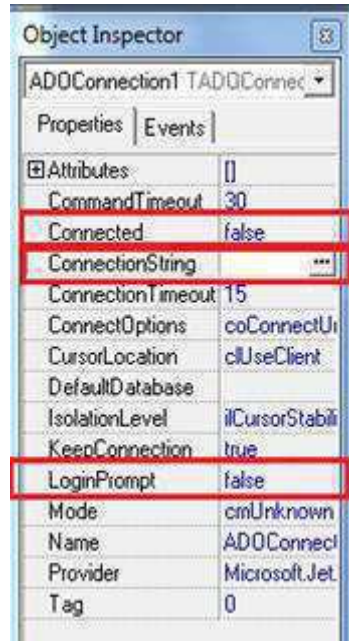 Object Inspector
ADOConnection1 TADOConnec
Properties Events
Attributes []
CommandTimeout 30
Connected false
ConnectionString ...
ConnectionTimeout 15
ConnectOptions coConnectUn
CursorLocation clUseClient
DefaultDatabase
IsolationLevel ilCursorStabili
KeepConnection true
LoginPrompt false
Mode cmUnknown
Name ADOConnect
Provider Microsoft.Jet.
Tag 0